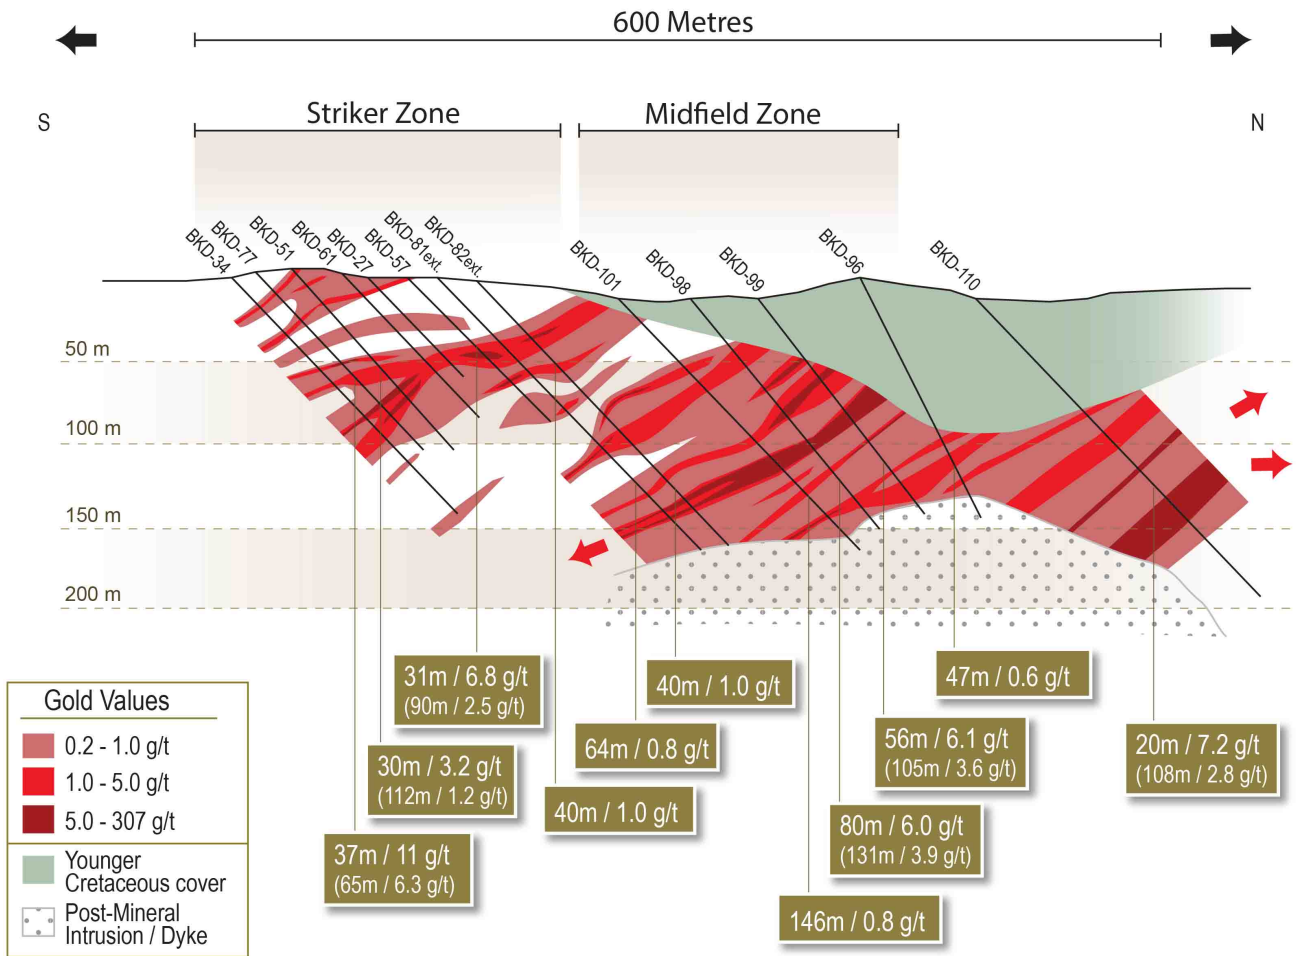 600 Metres
S
Striker Zone
Midfield Zone
N
BKD-34
BKD-77
BKD-51
BKD-61
BKD-27
BKD-57
BKD-81ext.
BKD-82ext.
BKD-101
BKD-98
BKD-99
BKD-96
BKD-110
50 m
100 m
150 m
200 m
31m / 6.8 g/t
(90m / 2.5 g/t)
40m / 1.0 g/t
47m / 0.6 g/t
30m / 3.2 g/t
(112m / 1.2 g/t)
64m / 0.8 g/t
56m / 6.1 g/t
(105m / 3.6 g/t)
20m / 7.2 g/t
(108m / 2.8 g/t)
40m / 1.0 g/t
37m / 11 g/t
(65m / 6.3 g/t)
80m / 6.0 g/t
(131m / 3.9 g/t)
146m / 0.8 g/t
Gold Values
0.2 - 1.0 g/t
1.0 - 5.0 g/t
5.0 - 307 g/t
Younger
Cretaceous cover
Post-Mineral
Intrusion / Dyke